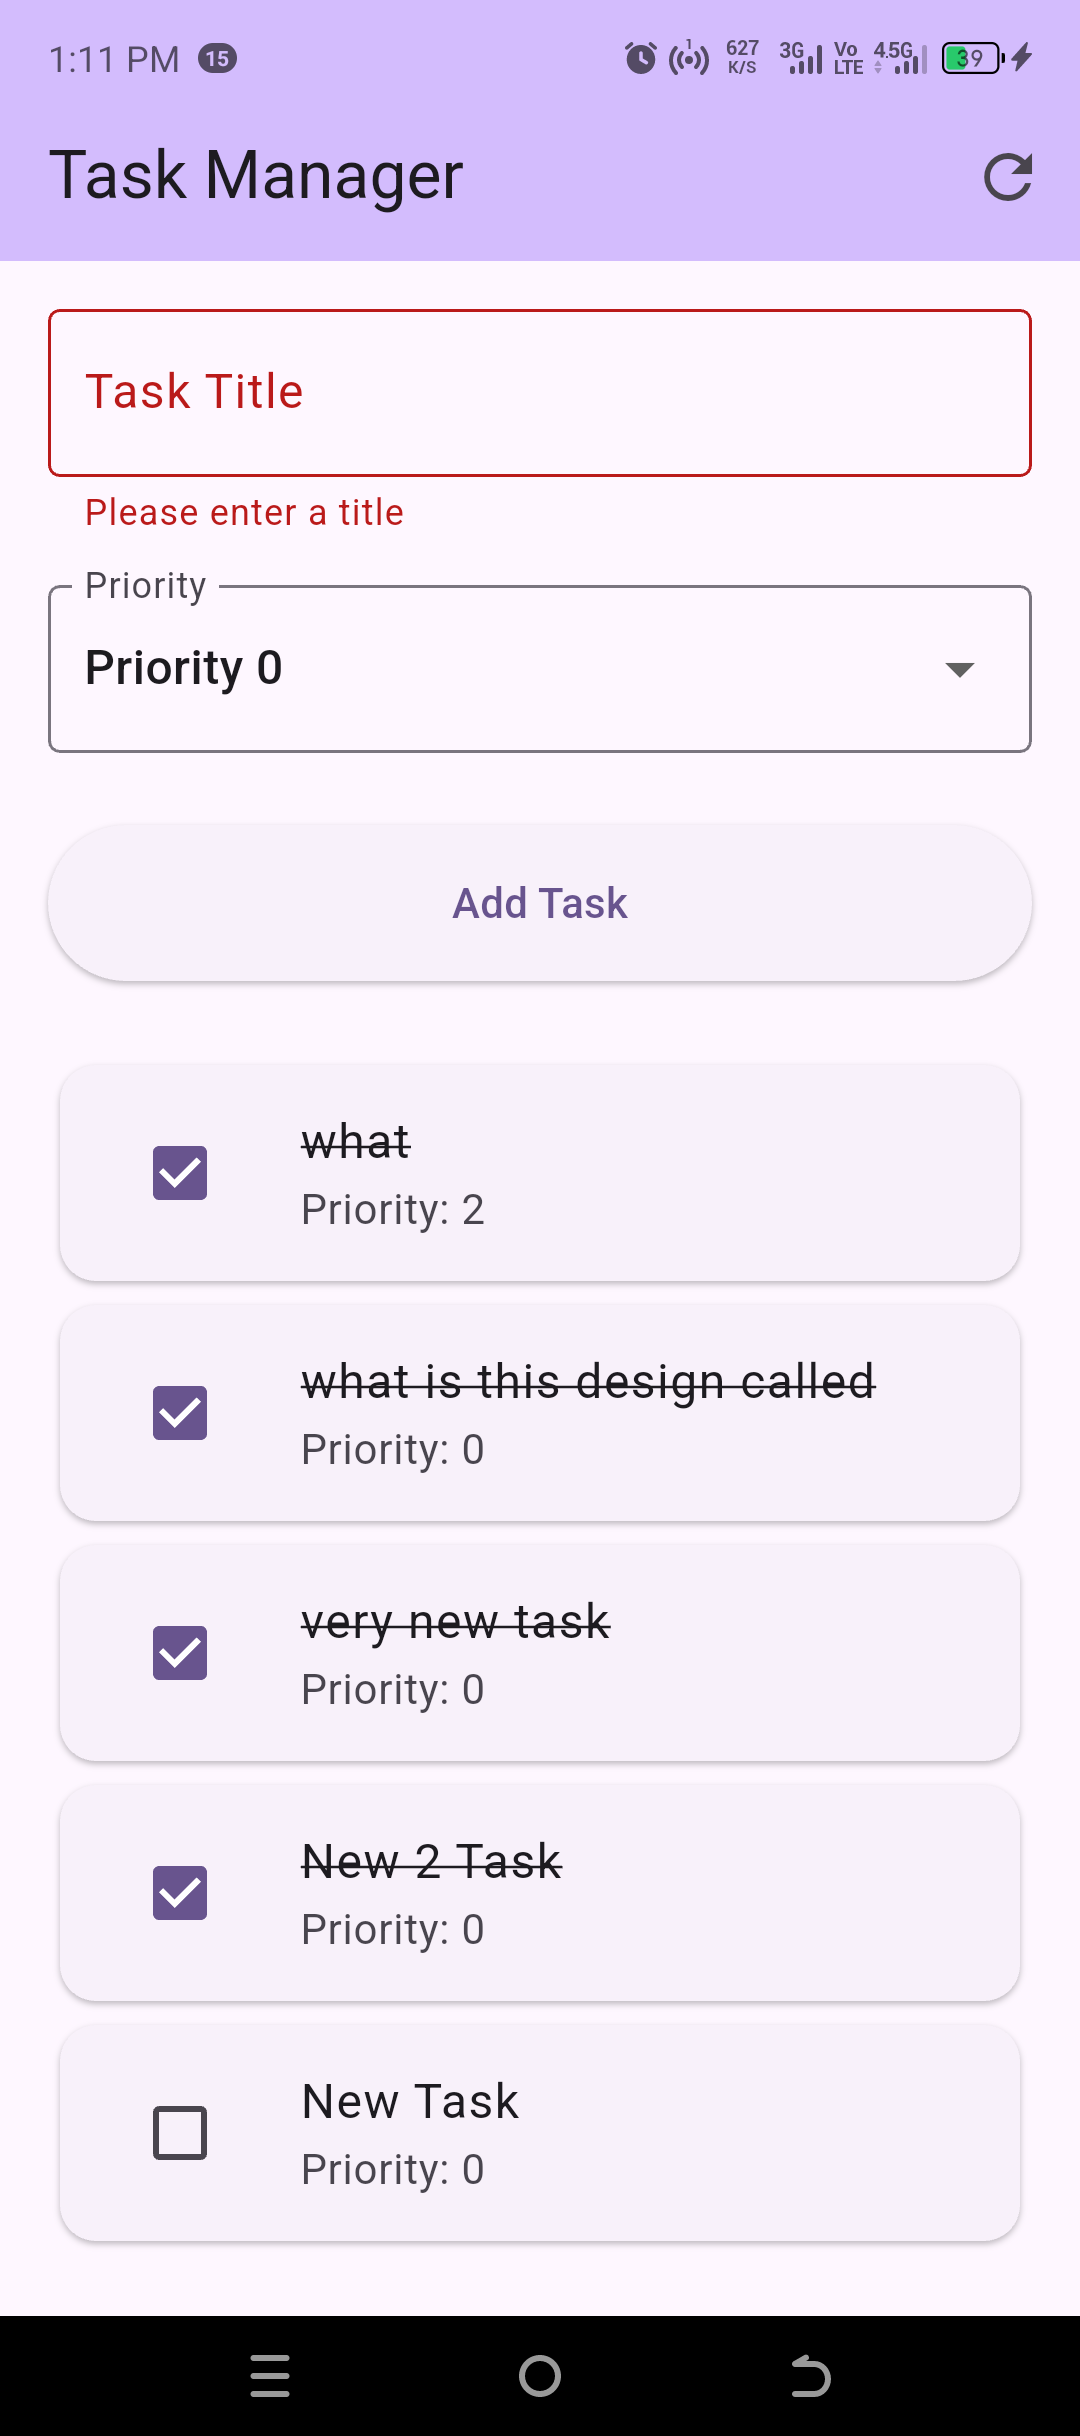 1:11 PM 15 1 627 K/S 3G Vo LTE 4.5G 39
Task Manager
Task Title
Please enter a title
Priority
Priority 0
Add Task
what
Priority: 2
what is this design called
Priority: 0
very new task
Priority: 0
New 2 Task
Priority: 0
New Task
Priority: 0